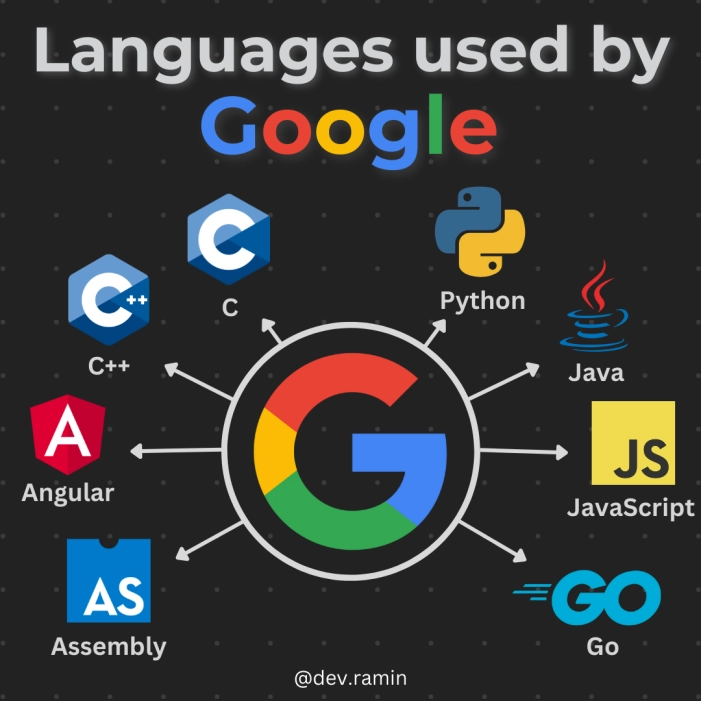 Languages used by
Google
C
C
Python
C++
C++
Java
A
Angular
JS
JavaScript
AS
Assembly
GO
Go
G
@dev.ramin